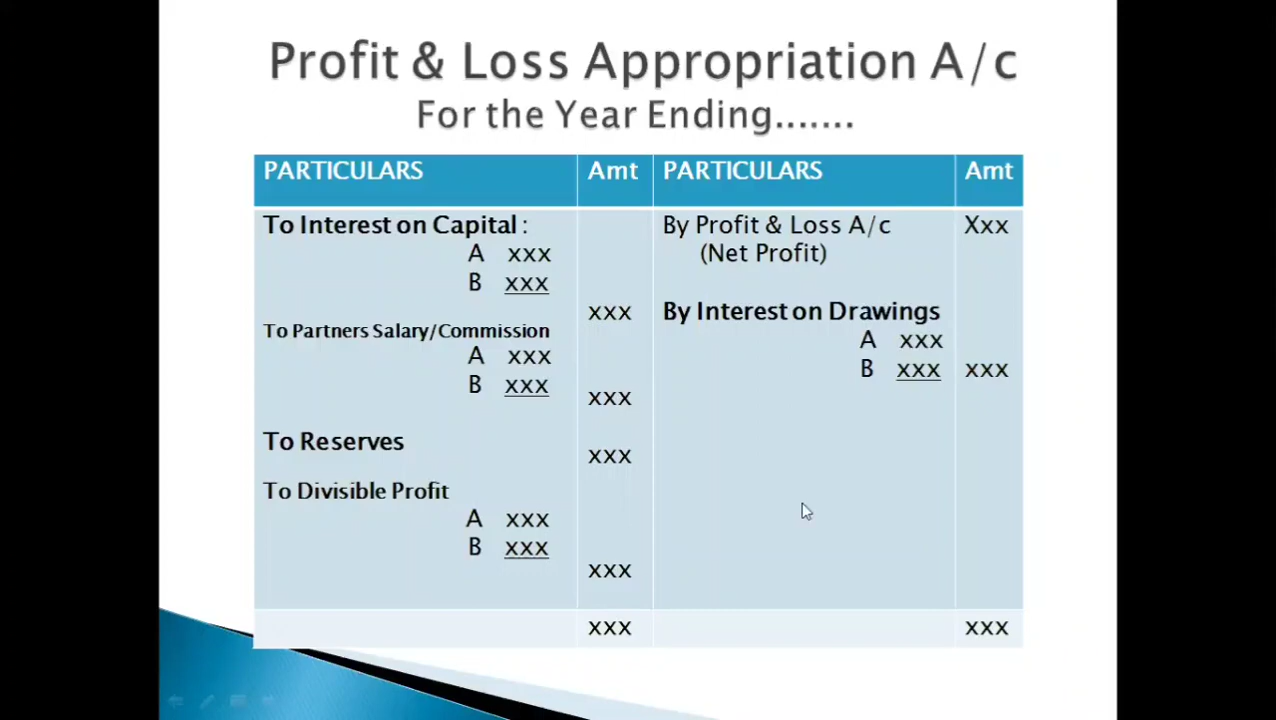 Profit & Loss Appropriation A/c
For the Year Ending.......
PARTICULARS Amt PARTICULARS Amt
To Interest on Capital :
A xxx
B xxx
xxx
To Partners Salary/Commission
A xxx
B xxx
xxx
To Reserves
xxx
To Divisible Profit
A xxx
B xxx
xxx
By Profit & Loss A/c Xxx
(Net Profit)
By Interest on Drawings
A xxx
B xxx xxx
xxx xxx